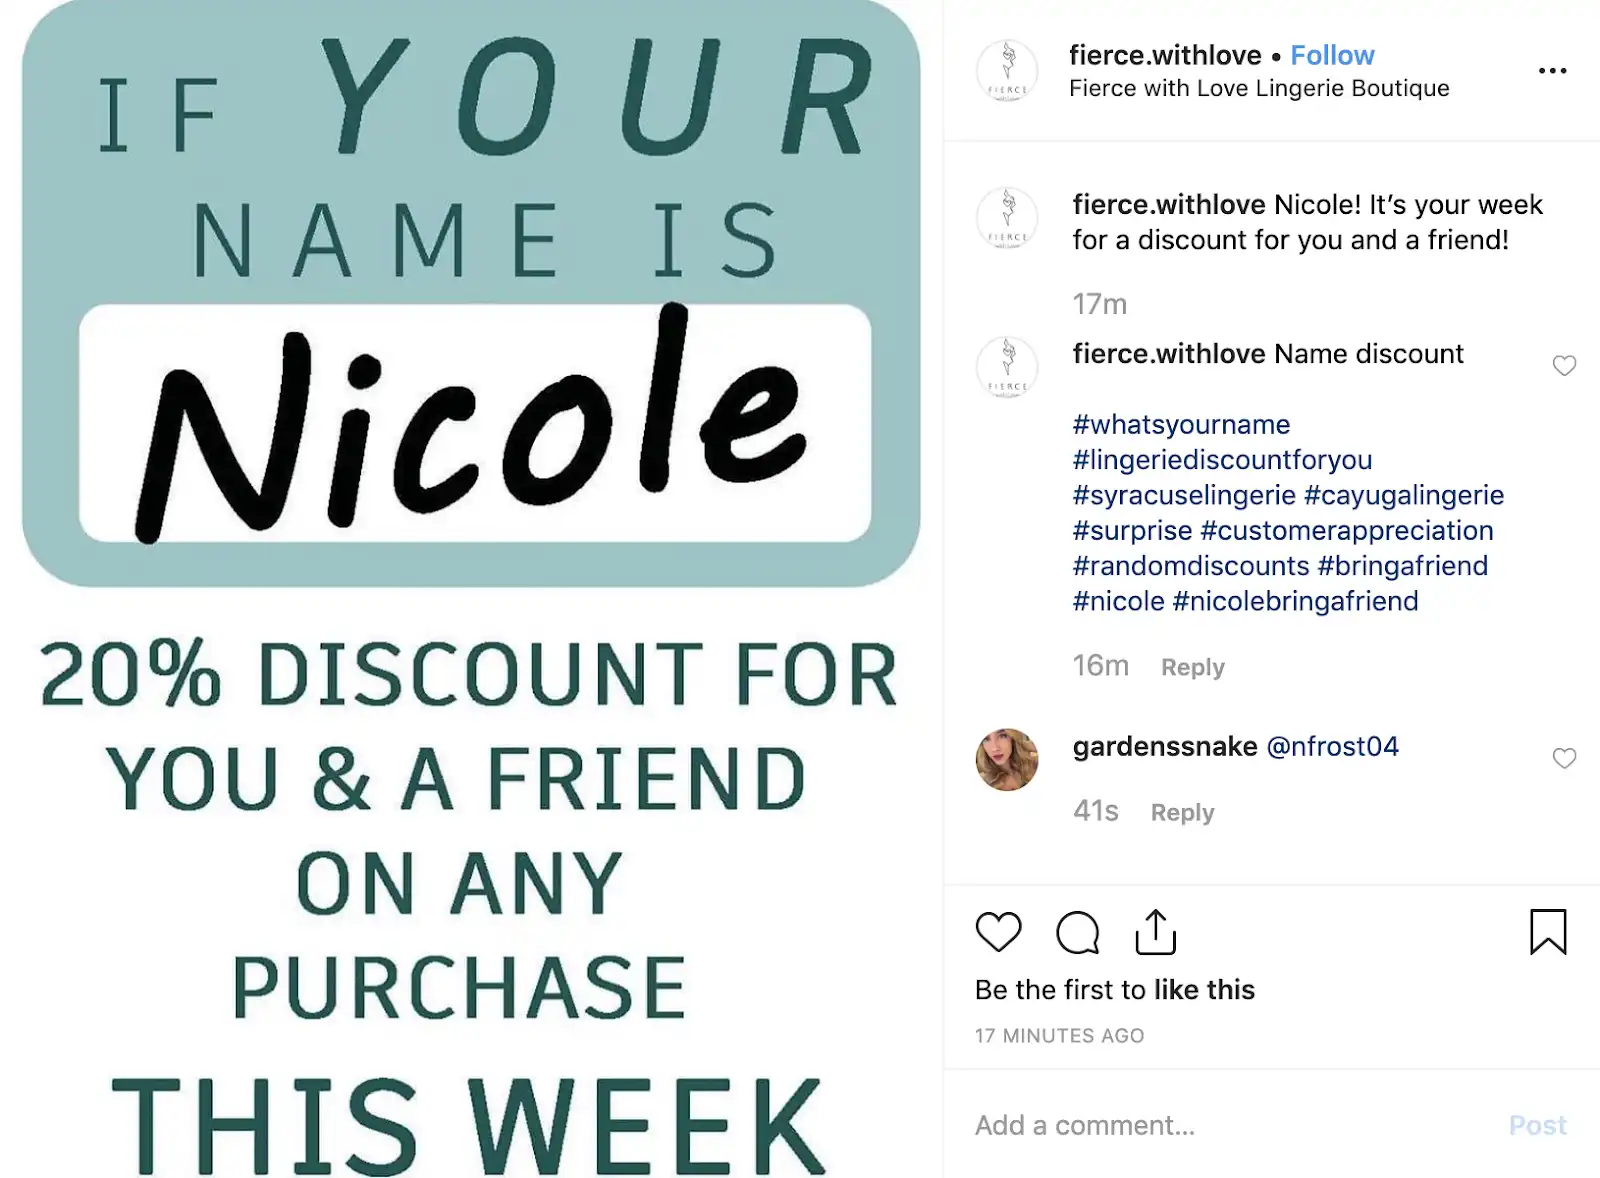 IF YOUR
NAME IS
Nicole
20% DISCOUNT FOR
YOU & A FRIEND
ON ANY
PURCHASE
THIS WEEK
FIERCE
fierce.withlove • Follow
Fierce with Love Lingerie Boutique
FIERCE
fierce.withlove Nicole! It’s your week
for a discount for you and a friend!
17m
FIERCE
fierce.withlove Name discount
#whatsyourname
#lingeriediscountforyou
#syracuselingerie #cayugalingerie
#surprise #customerappreciation
#randomdiscounts #bringafriend
#nicole #nicolebringafriend
16m Reply
gardenssnake @nfrost04
41s Reply
Be the first to like this
17 MINUTES AGO
Add a comment... Post